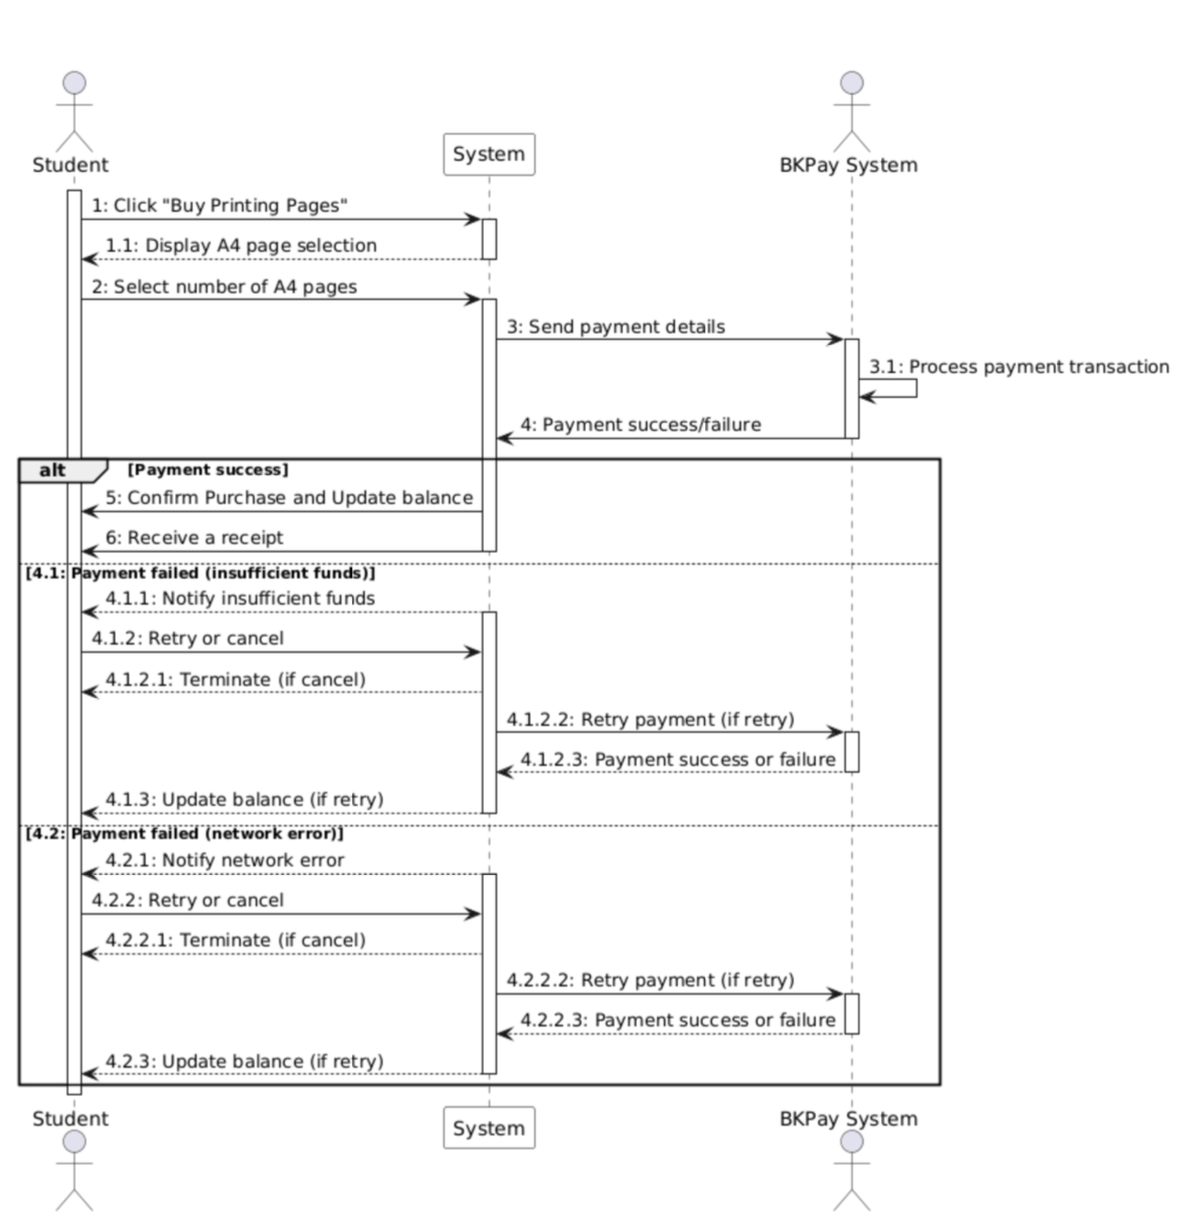 Student
System
BKPay System
1: Click "Buy Printing Pages"
1.1: Display A4 page selection
2: Select number of A4 pages
3: Send payment details
3.1: Process payment transaction
4: Payment success/failure
alt
[Payment success]
5: Confirm Purchase and Update balance
6: Receive a receipt
[4.1: Payment failed (insufficient funds)]
4.1.1: Notify insufficient funds
4.1.2: Retry or cancel
4.1.2.1: Terminate (if cancel)
4.1.2.2: Retry payment (if retry)
4.1.2.3: Payment success or failure
4.1.3: Update balance (if retry)
[4.2: Payment failed (network error)]
4.2.1: Notify network error
4.2.2: Retry or cancel
4.2.2.1: Terminate (if cancel)
4.2.2.2: Retry payment (if retry)
4.2.2.3: Payment success or failure
4.2.3: Update balance (if retry)
Student
System
BKPay System